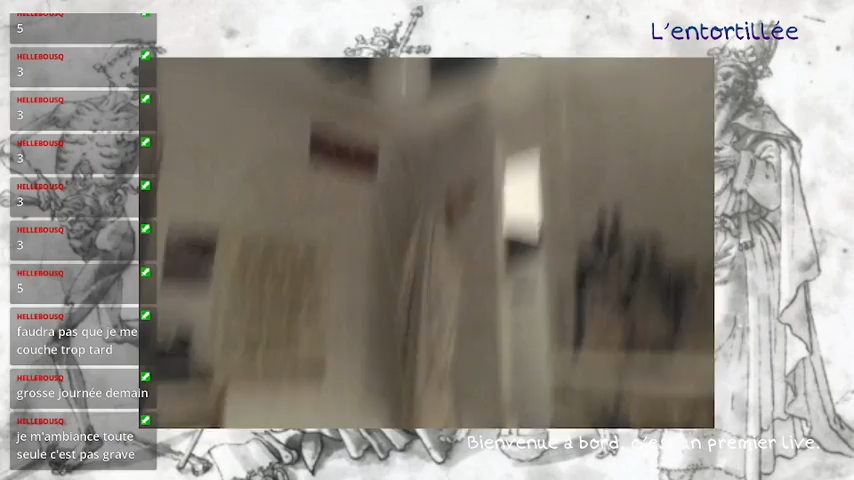 L'entortillée
HELLEBOUSQ
5
HELLEBOUSQ
3
HELLEBOUSQ
3
HELLEBOUSQ
3
HELLEBOUSQ
3
HELLEBOUSQ
3
HELLEBOUSQ
5
HELLEBOUSQ
faudra pas que je me
couche trop tard
HELLEBOUSQ
grosse journée demain
HELLEBOUSQ
je m'ambiance toute
seule c'est pas grave
Bienvenue à bord, c'est un premier live.